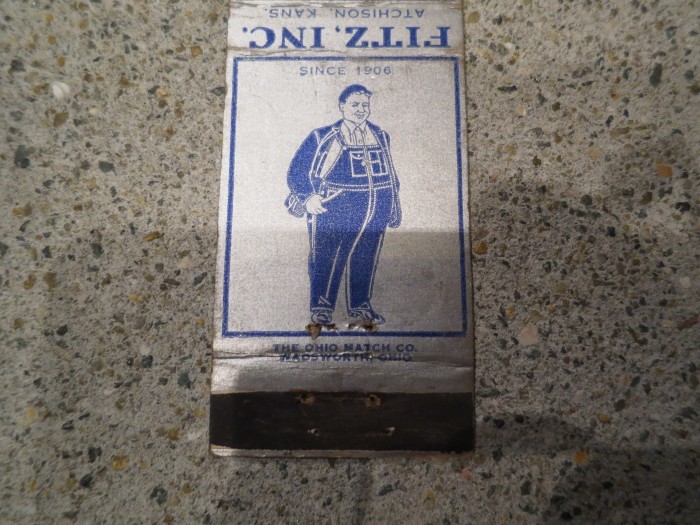 ATCHISON, KANS.
FITZ, INC.
SINCE 1906
THE OHIO MATCH CO.
WADSWORTH, OHIO